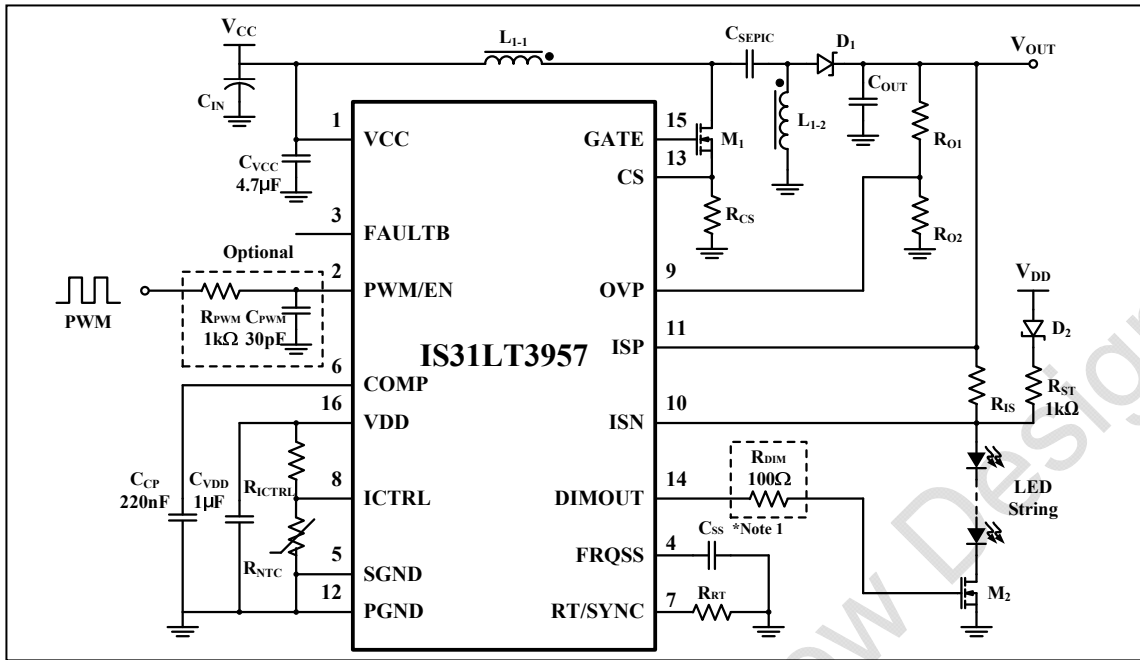 VCC
L1-1
CSEPIC
D1
VOUT
CIN
COUT
1
VCC
GATE
15
M1
L1-2
RO1
CVCC
4.7µF
13
CS
RCS
RO2
3
FAULTB
Optional
2
PWM/EN
PWM
RPWM
CPWM
1kΩ
30pF
9
OVP
VDD
D2
11
ISP
IS31LT3957
RIS
RST
1kΩ
6
COMP
10
ISN
16
VDD
RDIM
100Ω
*Note 1
14
DIMOUT
LED
String
CCP
220nF
CVDD
1µF
RICTRL
8
ICTRL
RNTC
CSS
4
FRQSS
5
SGND
M2
12
PGND
RRT
7
RT/SYNC
ew Design